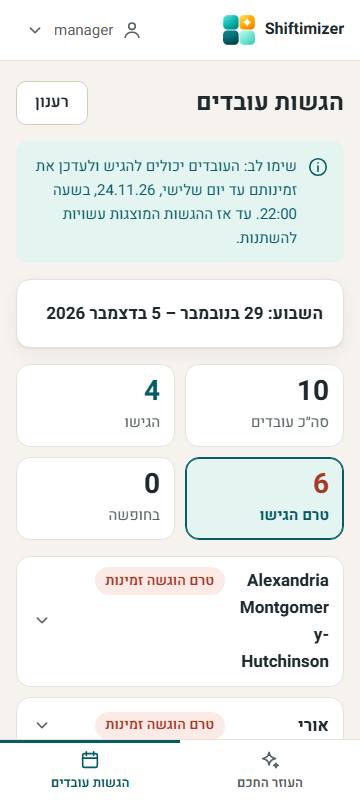 Shiftimizer
manager
הגשות עובדים
רענון
שימו לב: העובדים יכולים להגיש ולעדכן את
זמינותם עד יום שלישי, 24.11.26, בשעה
22:00. עד אז ההגשות המוצגות עשויות
להשתנות.
השבוע: 29 בנובמבר – 5 בדצמבר 2026
10
סה״כ עובדים
4
הגישו
6
טרם הגישו
0
בחופשה
Alexandria
Montgomer
y-
Hutchinson
טרם הוגשה זמינות
אורי
טרם הוגשה זמינות
העוזר החכם
הגשות עובדים